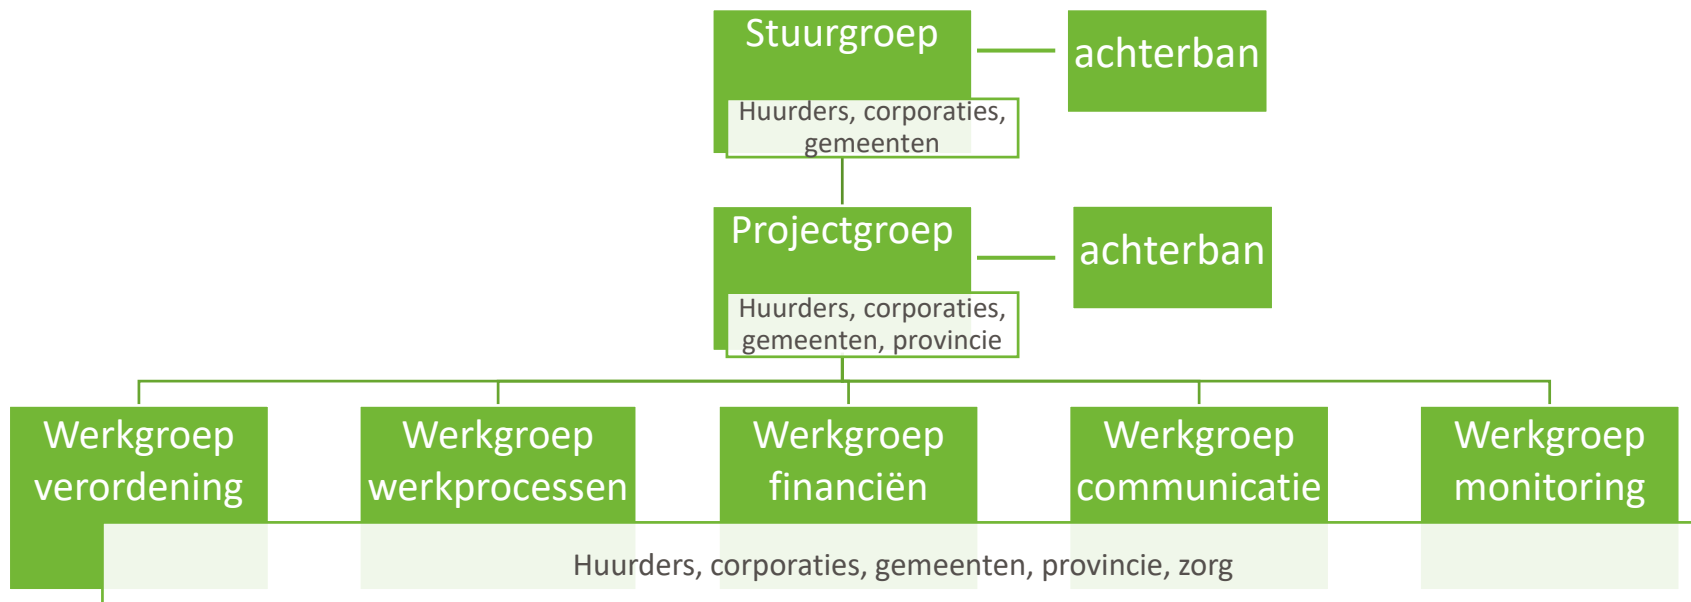 Stuurgroep
achterban
Huurders, corporaties,
gemeenten
Projectgroep
achterban
Huurders, corporaties,
gemeenten, provincie
Werkgroep
verordening
Werkgroep
werkprocessen
Werkgroep
financiën
Werkgroep
communicatie
Werkgroep
monitoring
Huurders, corporaties, gemeenten, provincie, zorg